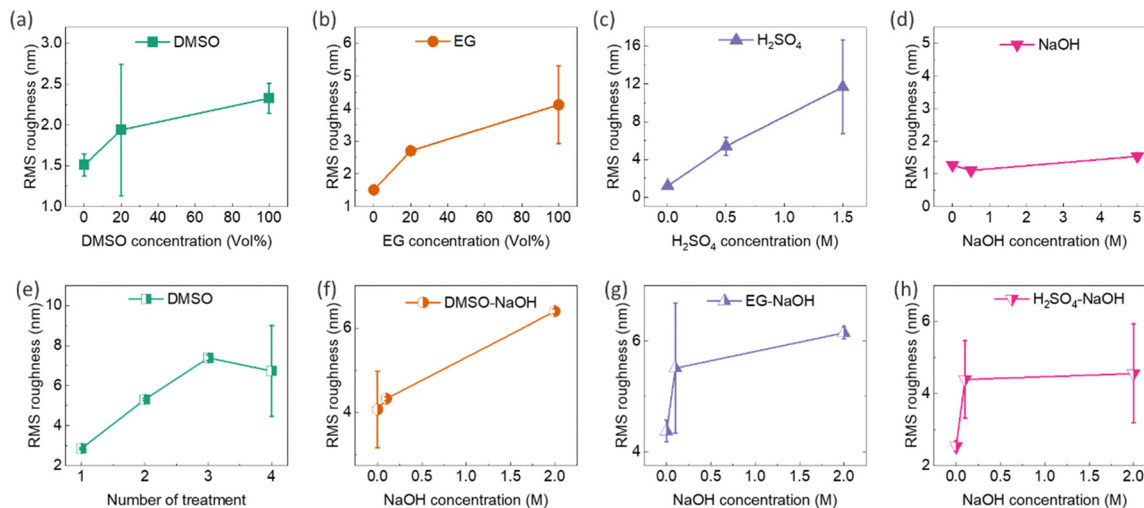 (a)
DMSO
RMS roughness (nm)
3.0
2.5
2.0
1.5
1.0
0 20 40 60 80 100
DMSO concentration (Vol%)
(b)
EG
RMS roughness (nm)
6
5
4
3
2
1
0 20 40 60 80 100
EG concentration (Vol%)
(c)
H₂SO₄
RMS roughness (nm)
16
12
8
4
0
0.0 0.5 1.0 1.5
H₂SO₄ concentration (M)
(d)
NaOH
RMS roughness (nm)
5
4
3
2
1
0
0 1 2 3 4 5
NaOH concentration (M)
(e)
DMSO
RMS roughness (nm)
10
8
6
4
2
1 2 3 4
Number of treatment
(f)
DMSO-NaOH
RMS roughness (nm)
6
4
0.0 0.5 1.0 1.5 2.0
NaOH concentration (M)
(g)
EG-NaOH
RMS roughness (nm)
6
4
0.0 0.5 1.0 1.5 2.0
NaOH concentration (M)
(h)
H₂SO₄-NaOH
RMS roughness (nm)
6
4
2
0.0 0.5 1.0 1.5 2.0
NaOH concentration (M)